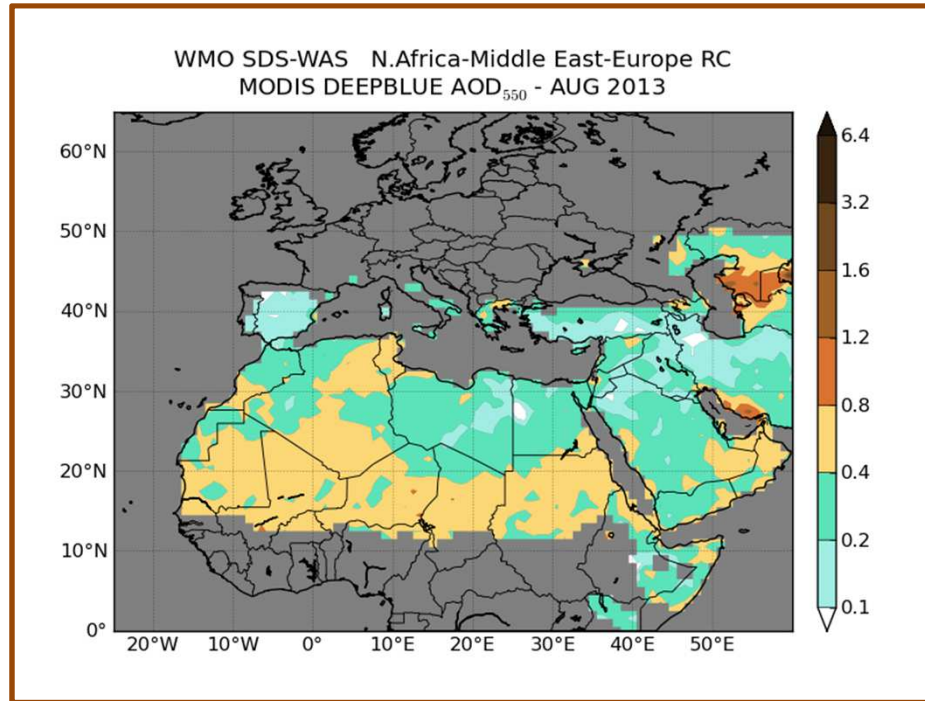 WMO SDS-WAS N.Africa-Middle East-Europe RC
MODIS DEEPBLUE AOD550 - AUG 2013
60°N
50°N
40°N
30°N
20°N
10°N
0°
20°W
10°W
0
10°E
20°E
30°E
40°E
50°E
6.4
3.2
1.6
1.2
0.8
0.4
0.2
0.1